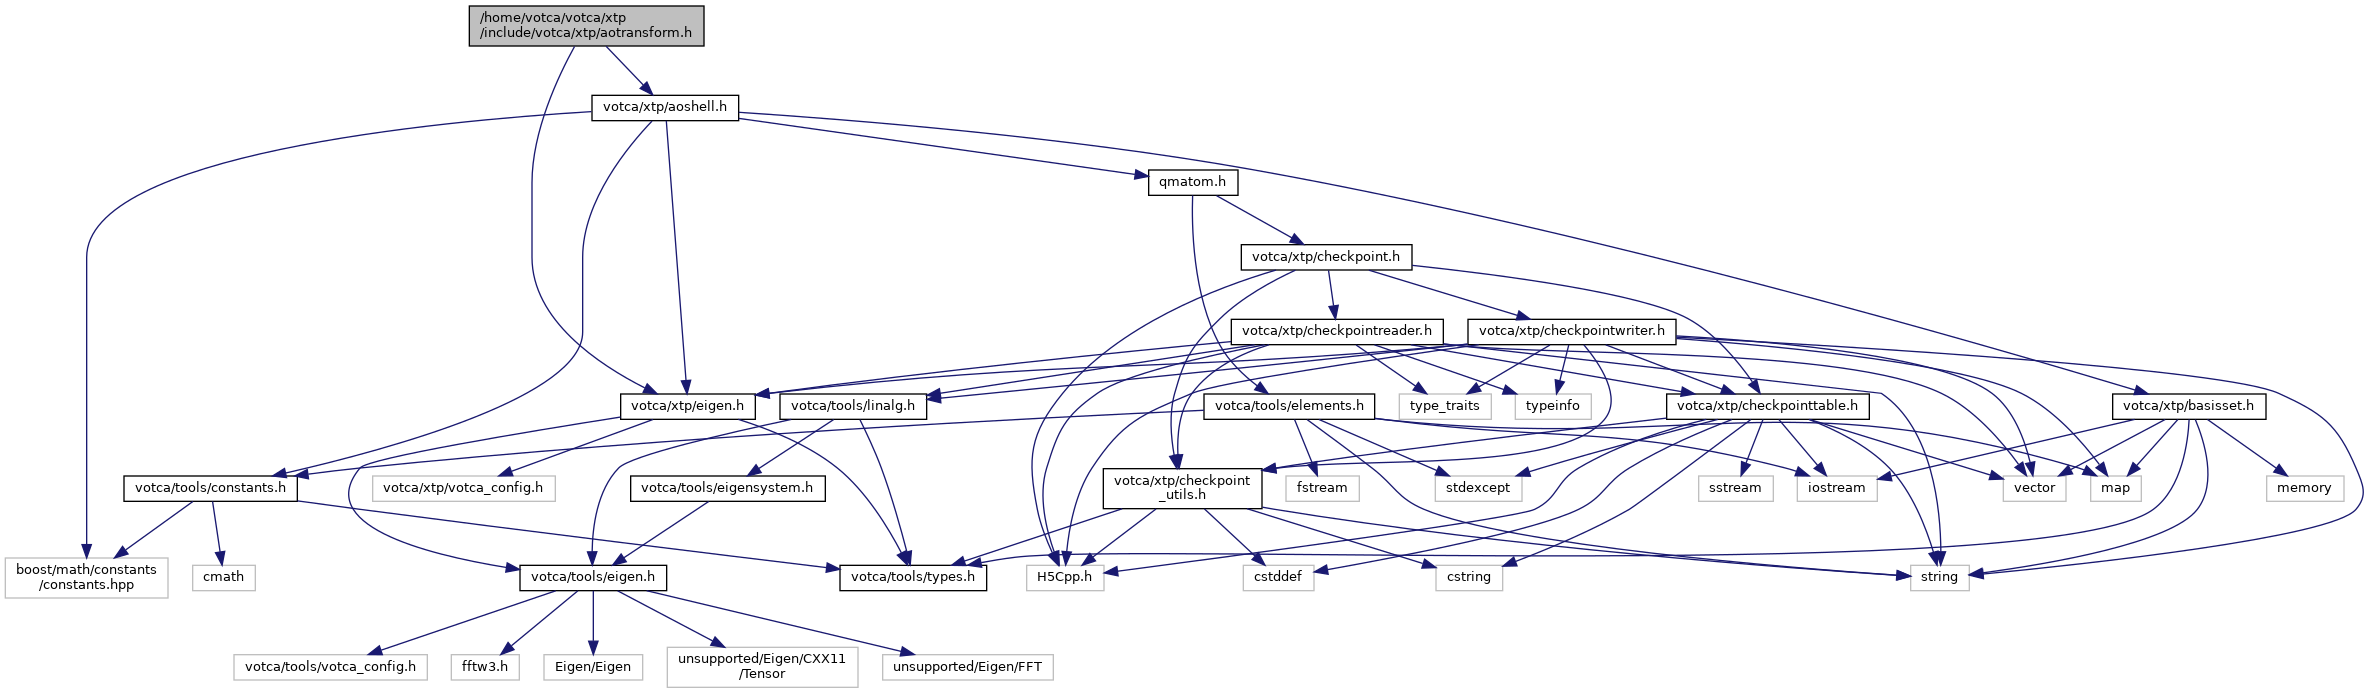 /home/votca/votca/xtp
/include/votca/xtp/aotransform.h
votca/xtp/aoshell.h
qmatom.h
votca/xtp/checkpoint.h
votca/xtp/checkpointreader.h
votca/xtp/checkpointwriter.h
votca/xtp/eigen.h
votca/tools/linalg.h
votca/tools/elements.h
type_traits
typeinfo
votca/xtp/checkpointtable.h
votca/xtp/basisset.h
votca/tools/constants.h
votca/xtp/votca_config.h
votca/tools/eigensystem.h
votca/xtp/checkpoint
_utils.h
fstream
stdexcept
sstream
iostream
vector
map
memory
boost/math/constants
/constants.hpp
cmath
votca/tools/eigen.h
votca/tools/types.h
H5Cpp.h
cstddef
cstring
string
votca/tools/votca_config.h
fftw3.h
Eigen/Eigen
unsupported/Eigen/CXX11
/Tensor
unsupported/Eigen/FFT